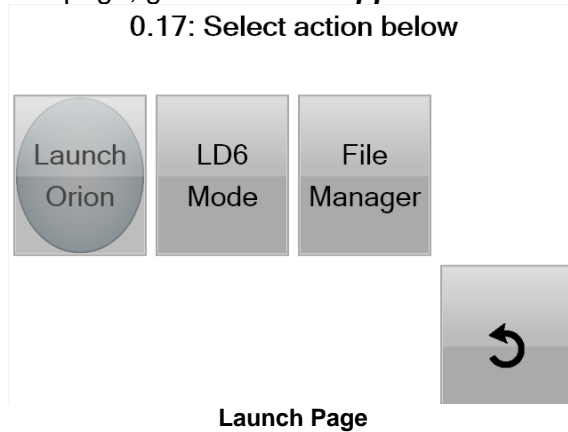 0.17: Select action below
Launch
Orion
LD6
Mode
File
Manager
Launch Page